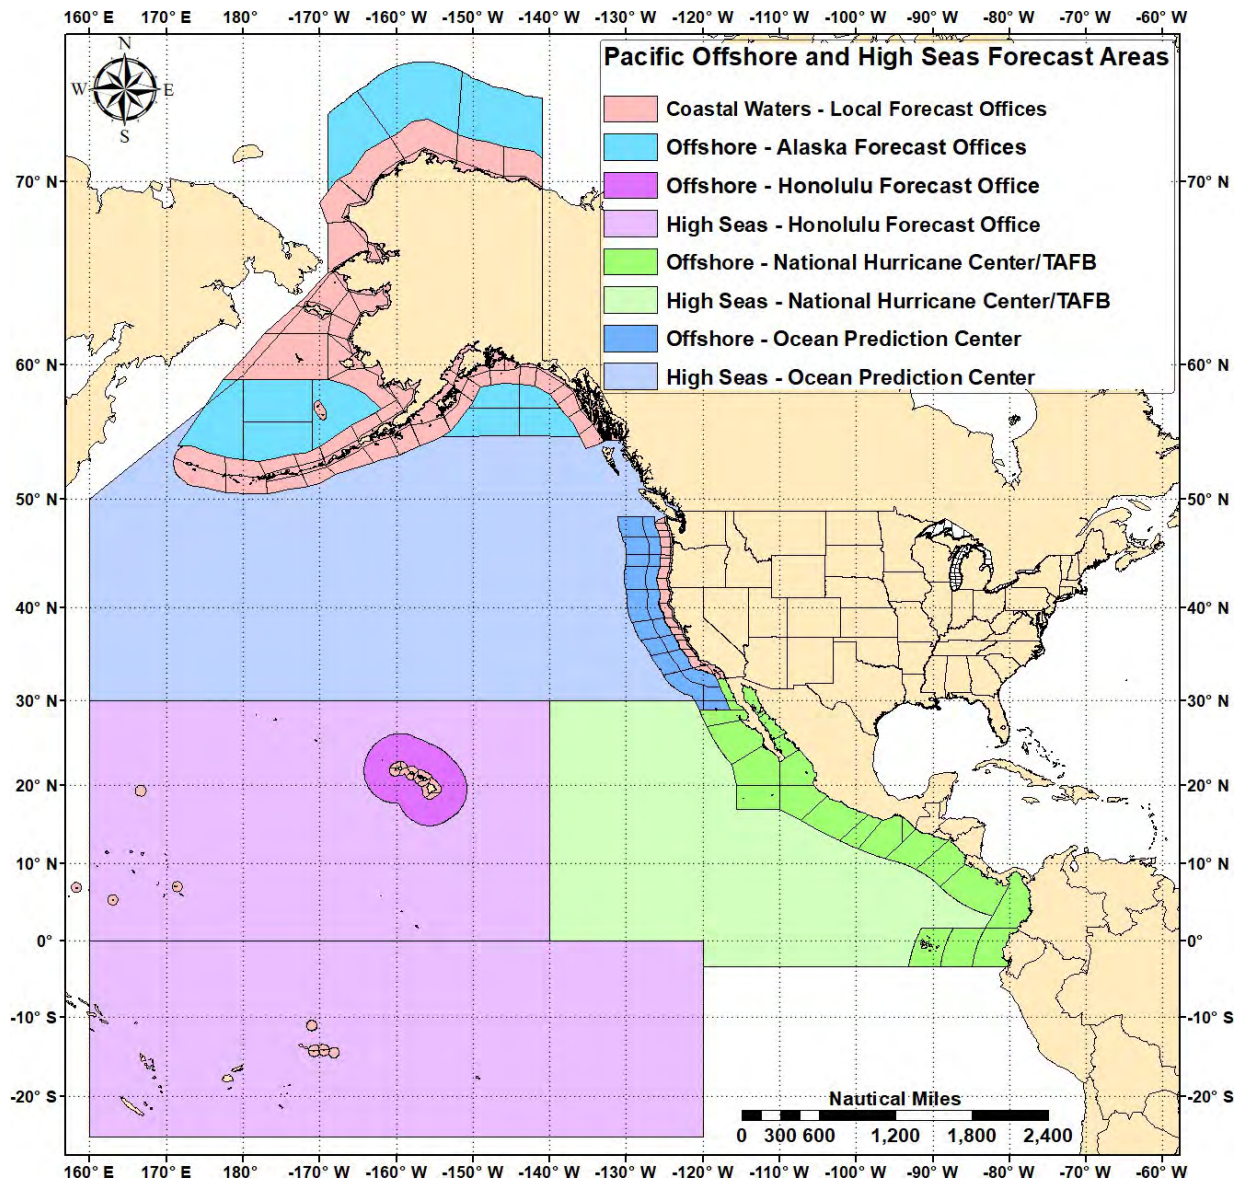 160° E 170° E 180° -170° W -160° W -150° W -140° W -130° W -120° W -110° W -100° W -90° W -80° W -70° W -60° W
N
W E
S
Pacific Offshore and High Seas Forecast Areas
Coastal Waters - Local Forecast Offices
Offshore - Alaska Forecast Offices
Offshore - Honolulu Forecast Office
High Seas - Honolulu Forecast Office
Offshore - National Hurricane Center/TAFB
High Seas - National Hurricane Center/TAFB
Offshore - Ocean Prediction Center
High Seas - Ocean Prediction Center
70° N 70° N
60° N 60° N
50° N 50° N
40° N 40° N
30° N 30° N
20° N 20° N
10° N 10° N
0° 0°
-10° S -10° S
-20° S -20° S
Nautical Miles
0 300 600 1,200 1,800 2,400
160° E 170° E 180° -170° W -160° W -150° W -140° W -130° W -120° W -110° W -100° W -90° W -80° W -70° W -60° W